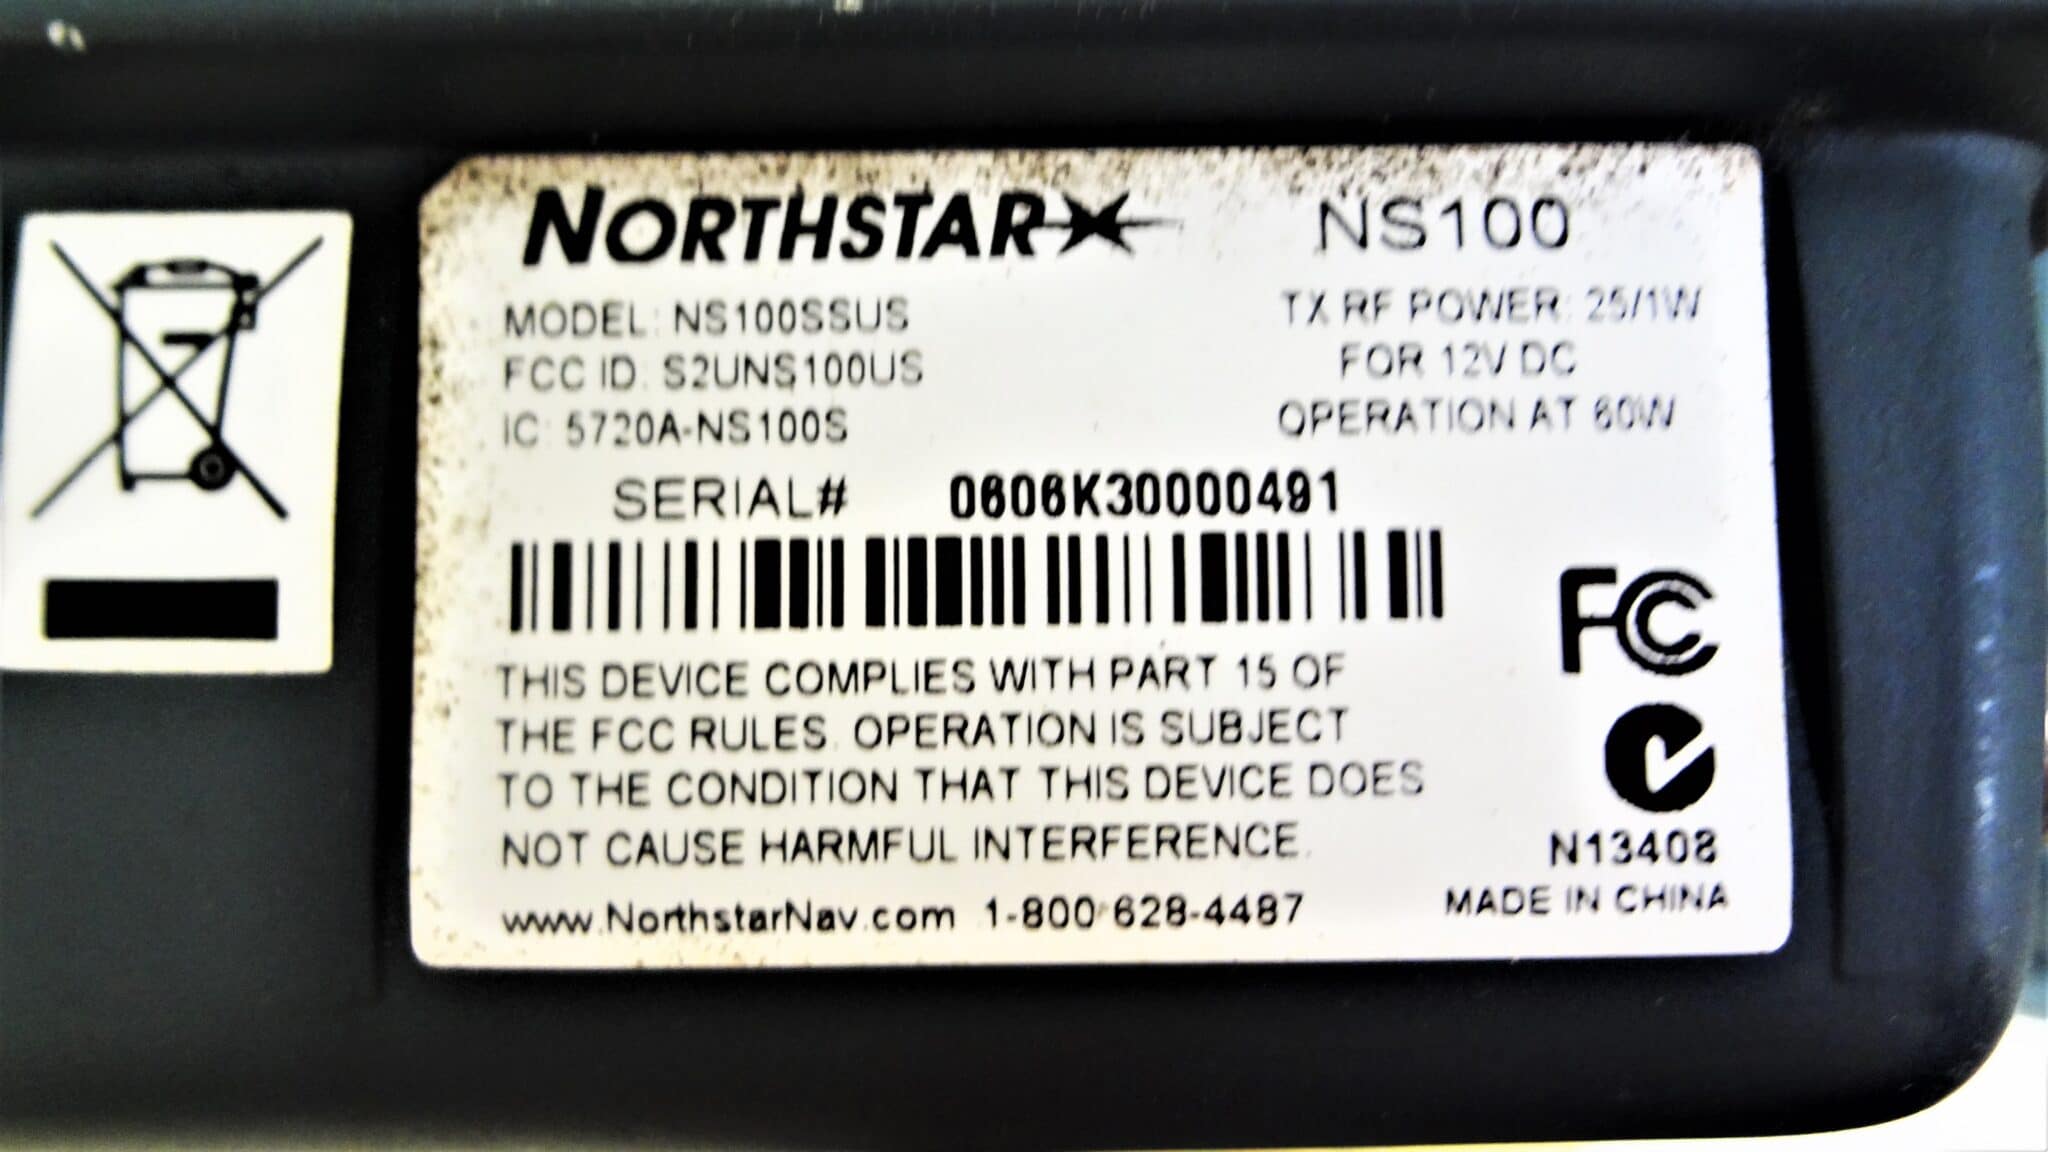 NORTHSTAR NS100
MODEL: NS100SSUS
FCC ID: S2UNS100US
IC: 5720A-NS100S
TX RF POWER: 25/1W
FOR 12V DC
OPERATION AT 60W
SERIAL# 0606K30000491
THIS DEVICE COMPLIES WITH PART 15 OF
THE FCC RULES. OPERATION IS SUBJECT
TO THE CONDITION THAT THIS DEVICE DOES
NOT CAUSE HARMFUL INTERFERENCE.
www.NorthstarNav.com 1-800 628-4487
FC
N13408
MADE IN CHINA